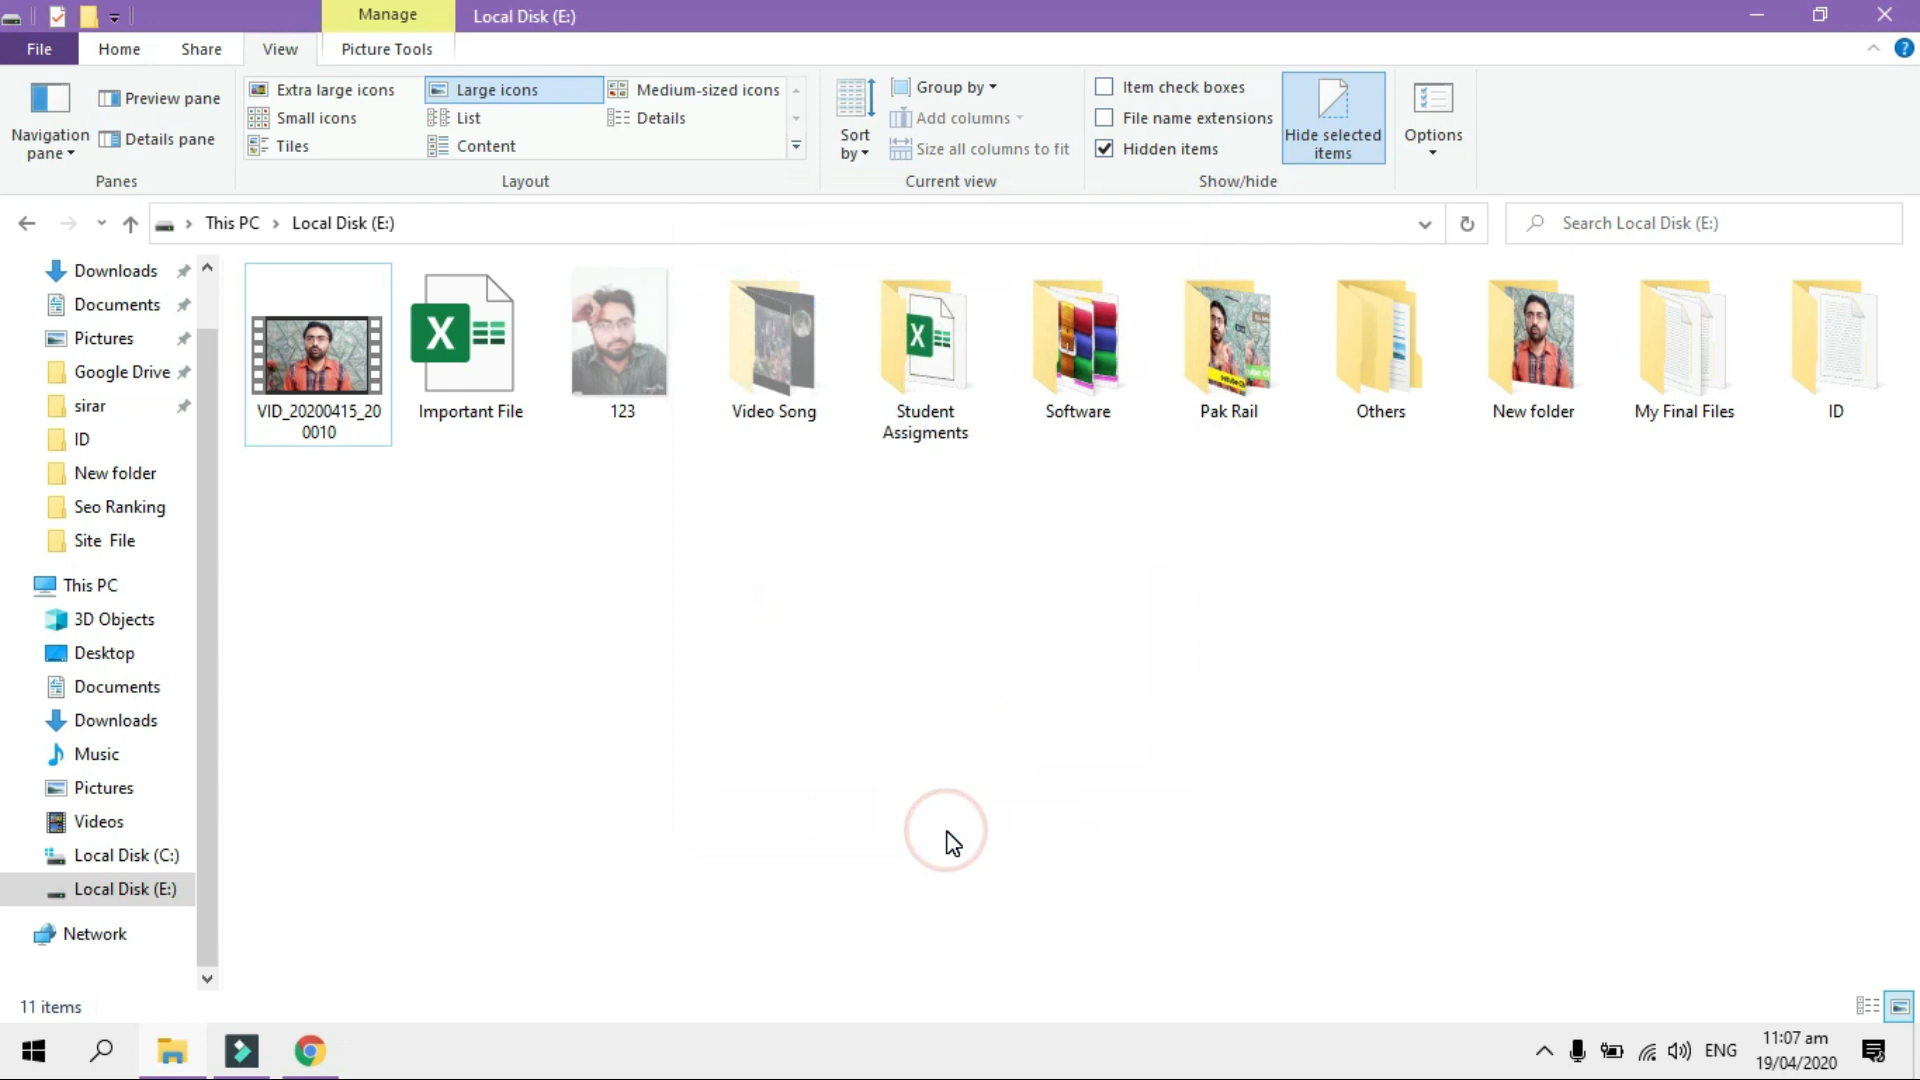 Manage
Local Disk (E:)
File
Home
Share
View
Picture Tools
Navigation
pane
Preview pane
Details pane
Panes
Extra large icons
Large icons
Medium-sized icons
Small icons
List
Details
Tiles
Content
Layout
Sort
by
Group by
Add columns
Size all columns to fit
Current view
Item check boxes
File name extensions
Hidden items
Hide selected
items
Show/hide
Options
This PC
Local Disk (E:)
Search Local Disk (E:)
Downloads
Documents
Pictures
Google Drive
sirar
ID
New folder
Seo Ranking
Site File
This PC
3D Objects
Desktop
Documents
Downloads
Music
Pictures
Videos
Local Disk (C:)
Local Disk (E:)
Network
VID_20200415_20
0010
Important File
123
Video Song
Student
Assigments
Software
Pak Rail
Others
New folder
My Final Files
ID
11 items
ENG
11:07 am
19/04/2020